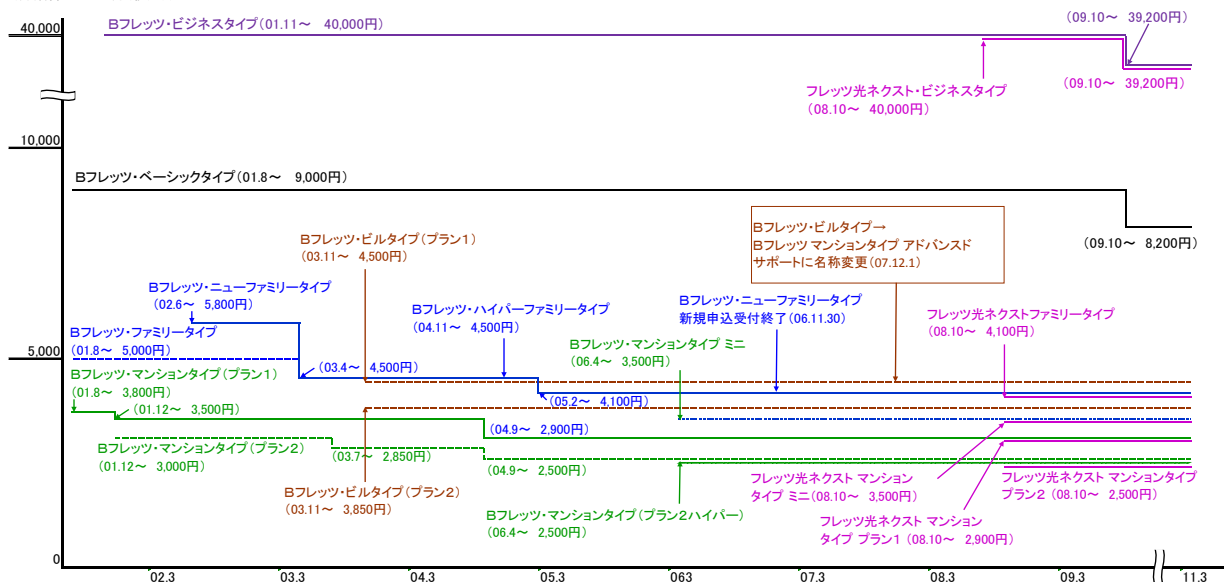 Bフレッツ・ビジネスタイプ(01.11～ 40,000円)
(09.10～ 39,200円)
40,000
フレッツ光ネクスト・ビジネスタイプ
(08.10～ 40,000円)
(09.10～ 39,200円)
10,000
Bフレッツ・ベーシックタイプ(01.8～ 9,000円)
(09.10～ 8,200円)
Bフレッツ・ビルタイプ→
Bフレッツ マンションタイプ アドバンスド
サポートに名称変更(07.12.1)
Bフレッツ・ビルタイプ(プラン1)
(03.11～ 4,500円)
Bフレッツ・ニューファミリータイプ
(02.6～ 5,800円)
Bフレッツ・ハイパーファミリータイプ
(04.11～ 4,500円)
Bフレッツ・ニューファミリータイプ
新規申込受付終了(06.11.30)
フレッツ光ネクストファミリータイプ
(08.10～ 4,100円)
Bフレッツ・ファミリータイプ
(01.8～ 5,000円)
5,000
Bフレッツ・マンションタイプ ミニ
(06.4～ 3,500円)
(03.4～ 4,500円)
Bフレッツ・マンションタイプ(プラン1)
(01.8～ 3,800円)
(01.12～ 3,500円)
(05.2～ 4,100円)
(04.9～ 2,900円)
Bフレッツ・マンションタイプ(プラン2)
(01.12～ 3,000円)
(03.7～ 2,850円)
(04.9～ 2,500円)
Bフレッツ・ビルタイプ(プラン2)
(03.11～ 3,850円)
Bフレッツ・マンションタイプ(プラン2ハイパー)
(06.4～ 2,500円)
フレッツ光ネクスト マンション
タイプ ミニ(08.10～ 3,500円)
フレッツ光ネクスト マンションタイプ
プラン2 (08.10～ 2,500円)
フレッツ光ネクスト マンション
タイプ プラン1 (08.10～ 2,900円)
0
02.3 03.3 04.3 05.3 063 07.3 08.3 09.3 11.3